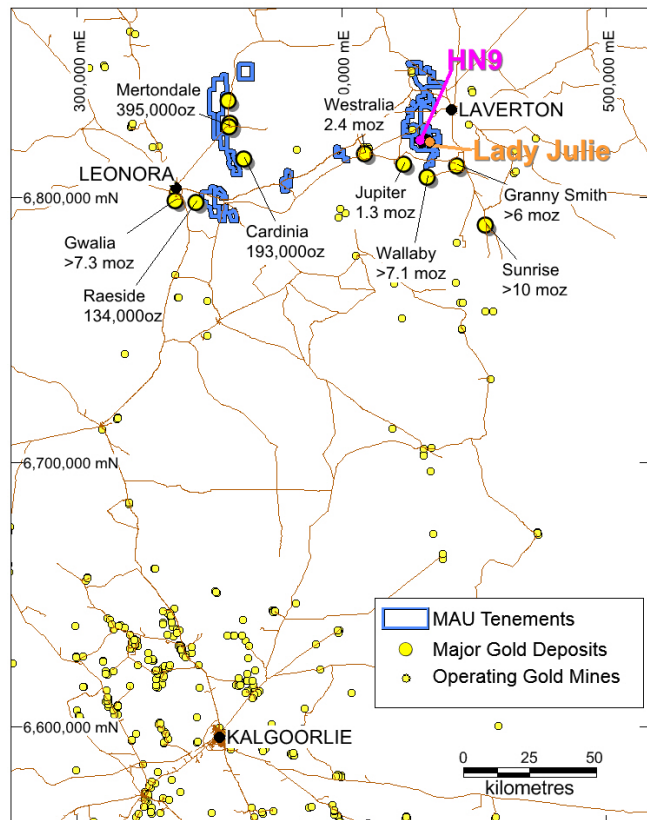 300,000 mE
0,000 mE
500,000 mE
HN9
Mertondale
395,000oz
Westralia
2.4 moz
LAVERTON
Lady Julie
LEONORA
6,800,000 mN
Jupiter
1.3 moz
Granny Smith
>6 moz
Gwalia
>7.3 moz
Cardinia
193,000oz
Wallaby
>7.1 moz
Sunrise
>10 moz
Raeside
134,000oz
6,700,000 mN
MAU Tenements
Major Gold Deposits
Operating Gold Mines
6,600,000 mN
KALGOORLIE
0 25 50
kilometres